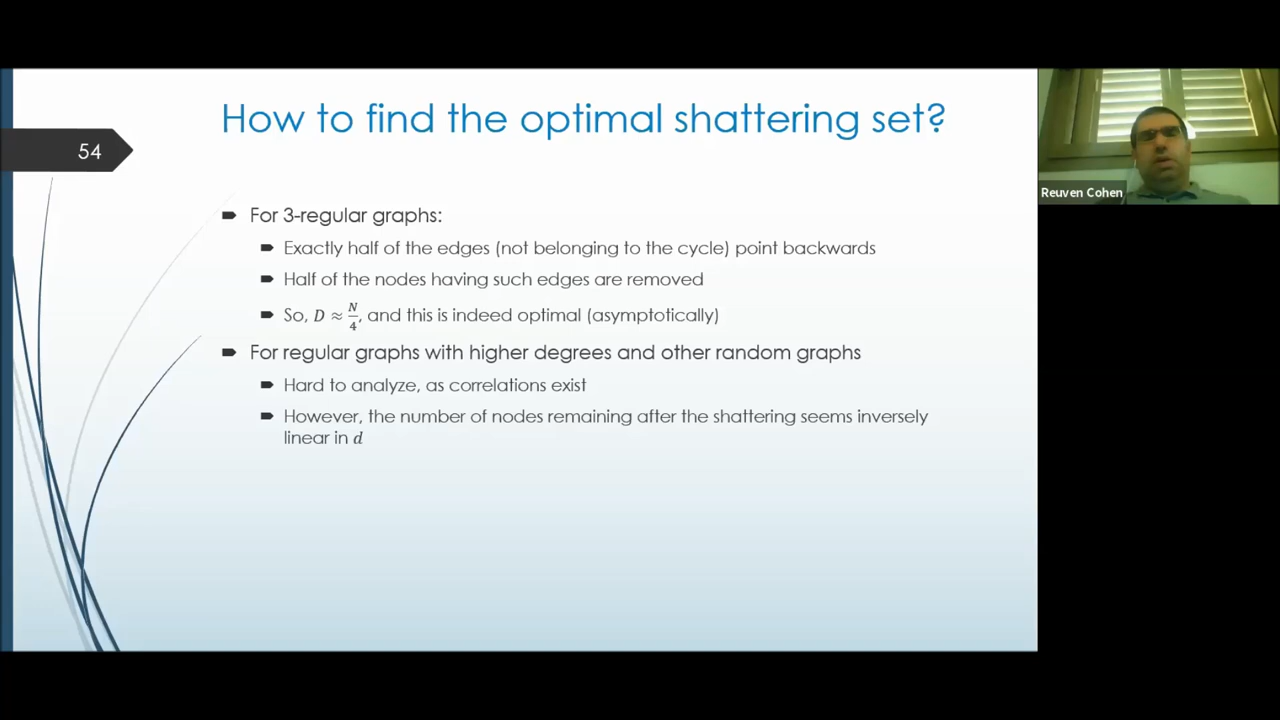 How to find the optimal shattering set?
54
For 3-regular graphs:
Exactly half of the edges (not belonging to the cycle) point backwards
Half of the nodes having such edges are removed
So, D ≈ N/4, and this is indeed optimal (asymptotically)
For regular graphs with higher degrees and other random graphs
Hard to analyze, as correlations exist
However, the number of nodes remaining after the shattering seems inversely
linear in d
Reuven Cohen